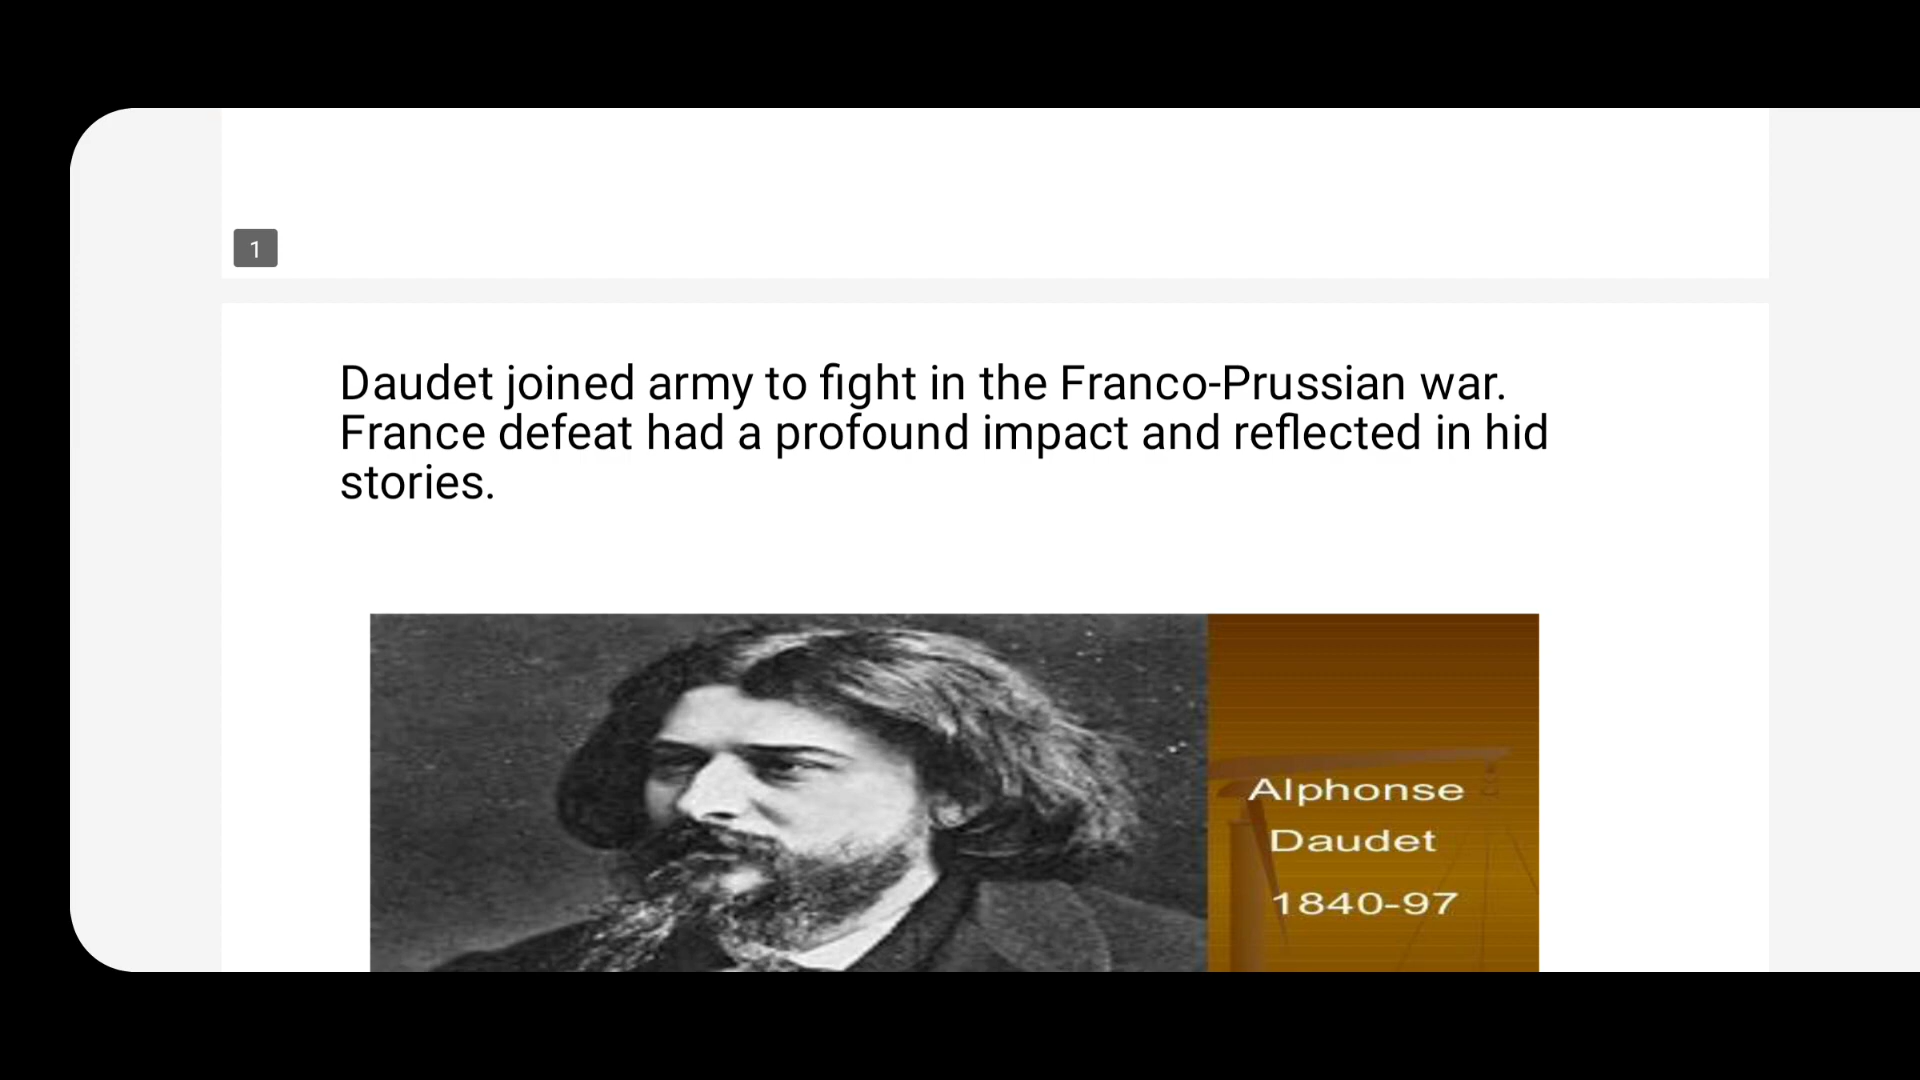 1
Daudet joined army to fight in the Franco-Prussian war.
France defeat had a profound impact and reflected in hid
stories.
Alphonse
Daudet
1840-97